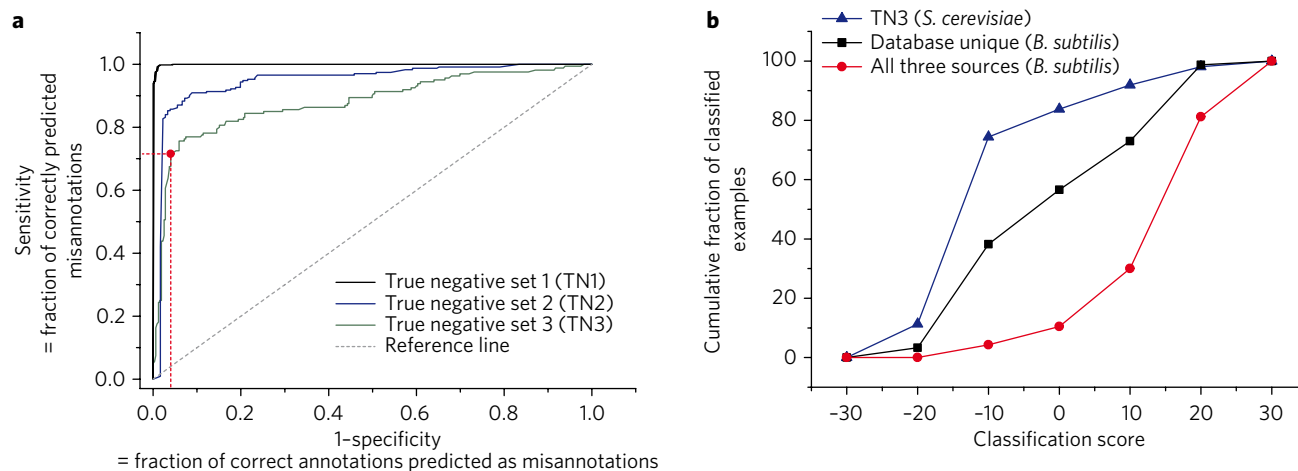 a
Sensitivity
= fraction of correctly predicted
misannotations
1.0
0.8
0.6
0.4
0.2
0.0
True negative set 1 (TN1)
True negative set 2 (TN2)
True negative set 3 (TN3)
Reference line
0.0 0.2 0.4 0.6 0.8 1.0
1–specificity
= fraction of correct annotations predicted as misannotations
b
TN3 (S. cerevisiae)
Database unique (B. subtilis)
All three sources (B. subtilis)
Cumulative fraction of classified
examples
100
80
60
40
20
0
-30 -20 -10 0 10 20 30
Classification score